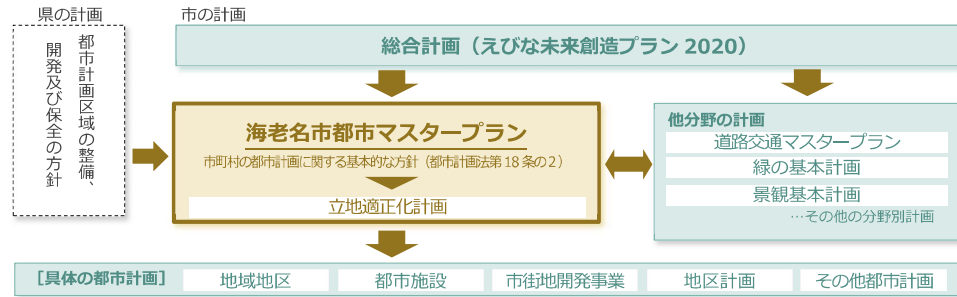 県の計画
市の計画
都市計画区域の整備、
開発及び保全の方針
総合計画（えびな未来創造プラン 2020）
海老名市都市マスタープラン
市町村の都市計画に関する基本的な方針（都市計画法第 18 条の２）
立地適正化計画
他分野の計画
道路交通マスタープラン
緑の基本計画
景観基本計画
…その他の分野別計画
［具体の都市計画］
地域地区
都市施設
市街地開発事業
地区計画
その他都市計画